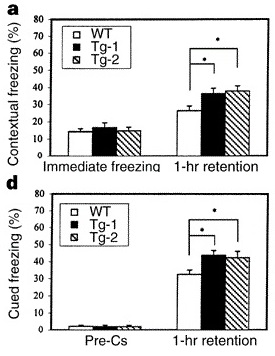 a
Contextual freezing (%)
80
70
60
50
40
30
20
10
0
WT
Tg-1
Tg-2
*
*
Immediate freezing 1-hr retention
d
Cued freezing (%)
80
70
60
50
40
30
20
10
0
WT
Tg-1
Tg-2
*
*
Pre-Cs 1-hr retention